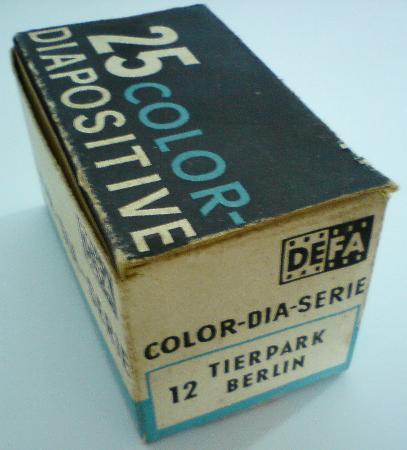 25 COLOR-
DIAPOSITIVE
DEFA
COLOR-DIA-SERIE
12 TIERPARK
BERLIN